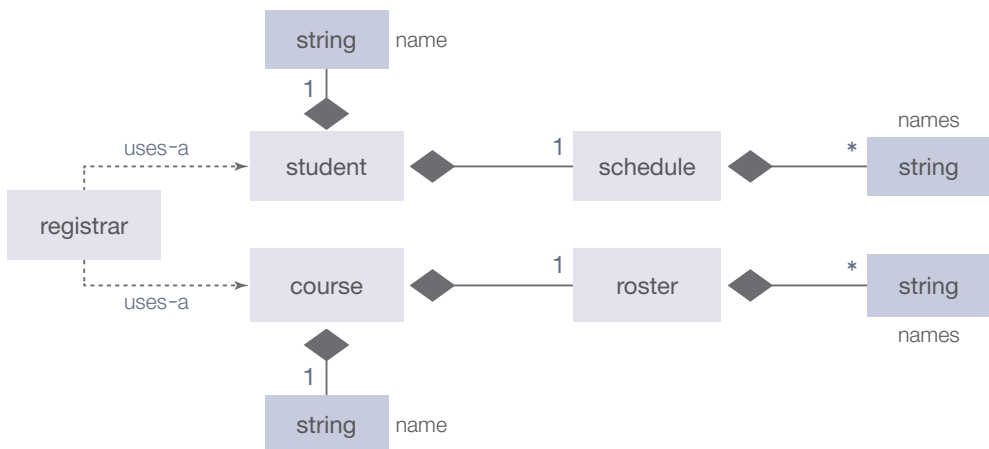 string
name
1
names
uses-a
student
1
schedule
*
string
registrar
course
1
roster
*
string
uses-a
names
1
string
name